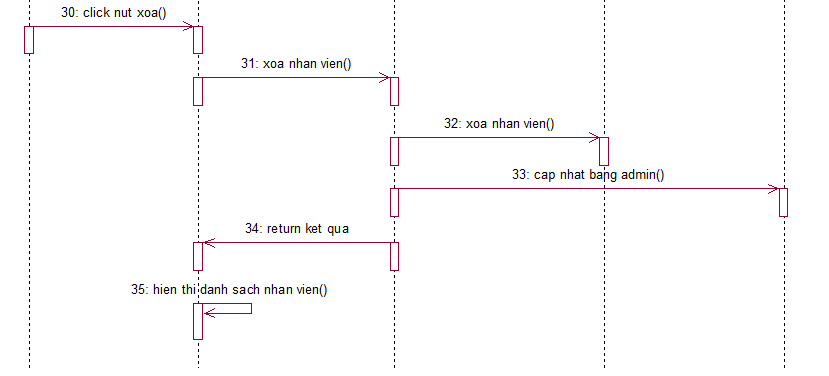 30: click nut xoa()
31: xoa nhan vien()
32: xoa nhan vien()
33: cap nhat bang admin()
34: return ket qua
35: hien thi danh sach nhan vien()